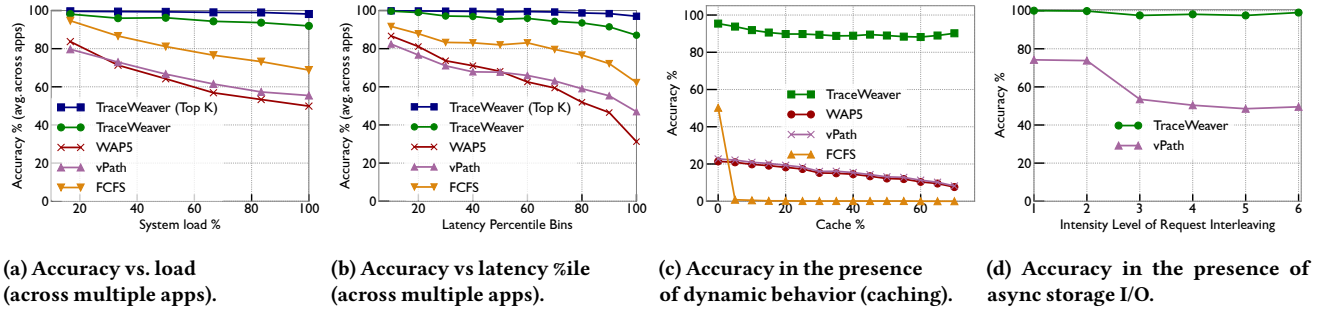 Accuracy % (avg. across apps)
100
80
60
40
20
0
TraceWeaver (Top K)
TraceWeaver
WAP5
vPath
FCFS
20
40
60
80
100
System load %
(a) Accuracy vs. load
(across multiple apps).
Accuracy % (avg. across apps)
100
80
60
40
20
0
TraceWeaver (Top K)
TraceWeaver
WAP5
vPath
FCFS
20
40
60
80
100
Latency Percentile Bins
(b) Accuracy vs latency %ile
(across multiple apps).
Accuracy %
100
80
60
40
20
0
TraceWeaver
WAP5
vPath
FCFS
0
20
40
60
Cache %
(c) Accuracy in the presence
of dynamic behavior (caching).
Accuracy %
100
80
60
40
20
0
TraceWeaver
vPath
1
2
3
4
5
6
Intensity Level of Request Interleaving
(d) Accuracy in the presence of
async storage I/O.